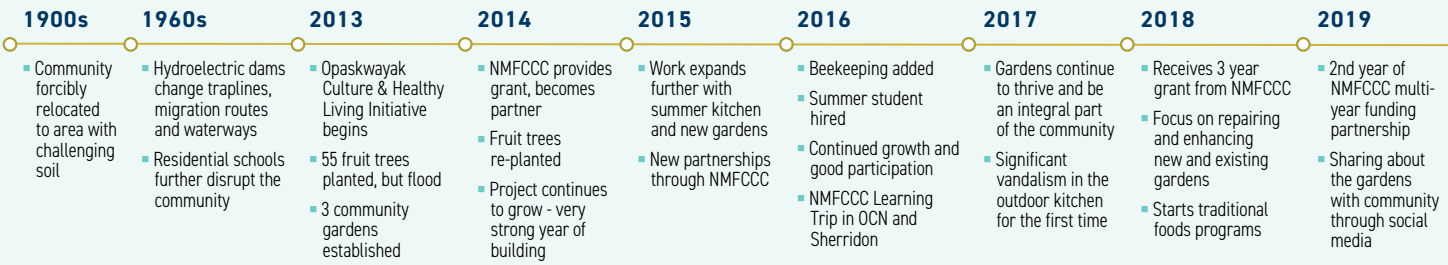 1900s
▪ Community
forcibly
relocated
to area with
challenging
soil
1960s
▪ Hydroelectric dams
change traplines,
migration routes
and waterways
▪ Residential schools
further disrupt the
community
2013
▪ Opaskwayak
Culture & Healthy
Living Initiative
begins
▪ 55 fruit trees
planted, but flood
▪ 3 community
gardens
established
2014
▪ NMFCCC provides
grant, becomes
partner
▪ Fruit trees
re-planted
▪ Project continues
to grow - very
strong year of
building
2015
▪ Work expands
further with
summer kitchen
and new gardens
▪ New partnerships
through NMFCCC
2016
▪ Beekeeping added
▪ Summer student
hired
▪ Continued growth and
good participation
▪ NMFCCC Learning
Trip in OCN and
Sherridon
2017
▪ Gardens continue
to thrive and be
an integral part
of the community
▪ Significant
vandalism in the
outdoor kitchen
for the first time
2018
▪ Receives 3 year
grant from NMFCCC
▪ Focus on repairing
and enhancing
new and existing
gardens
▪ Starts traditional
foods programs
2019
▪ 2nd year of
NMFCCC multi-
year funding
partnership
▪ Sharing about
the gardens
with community
through social
media